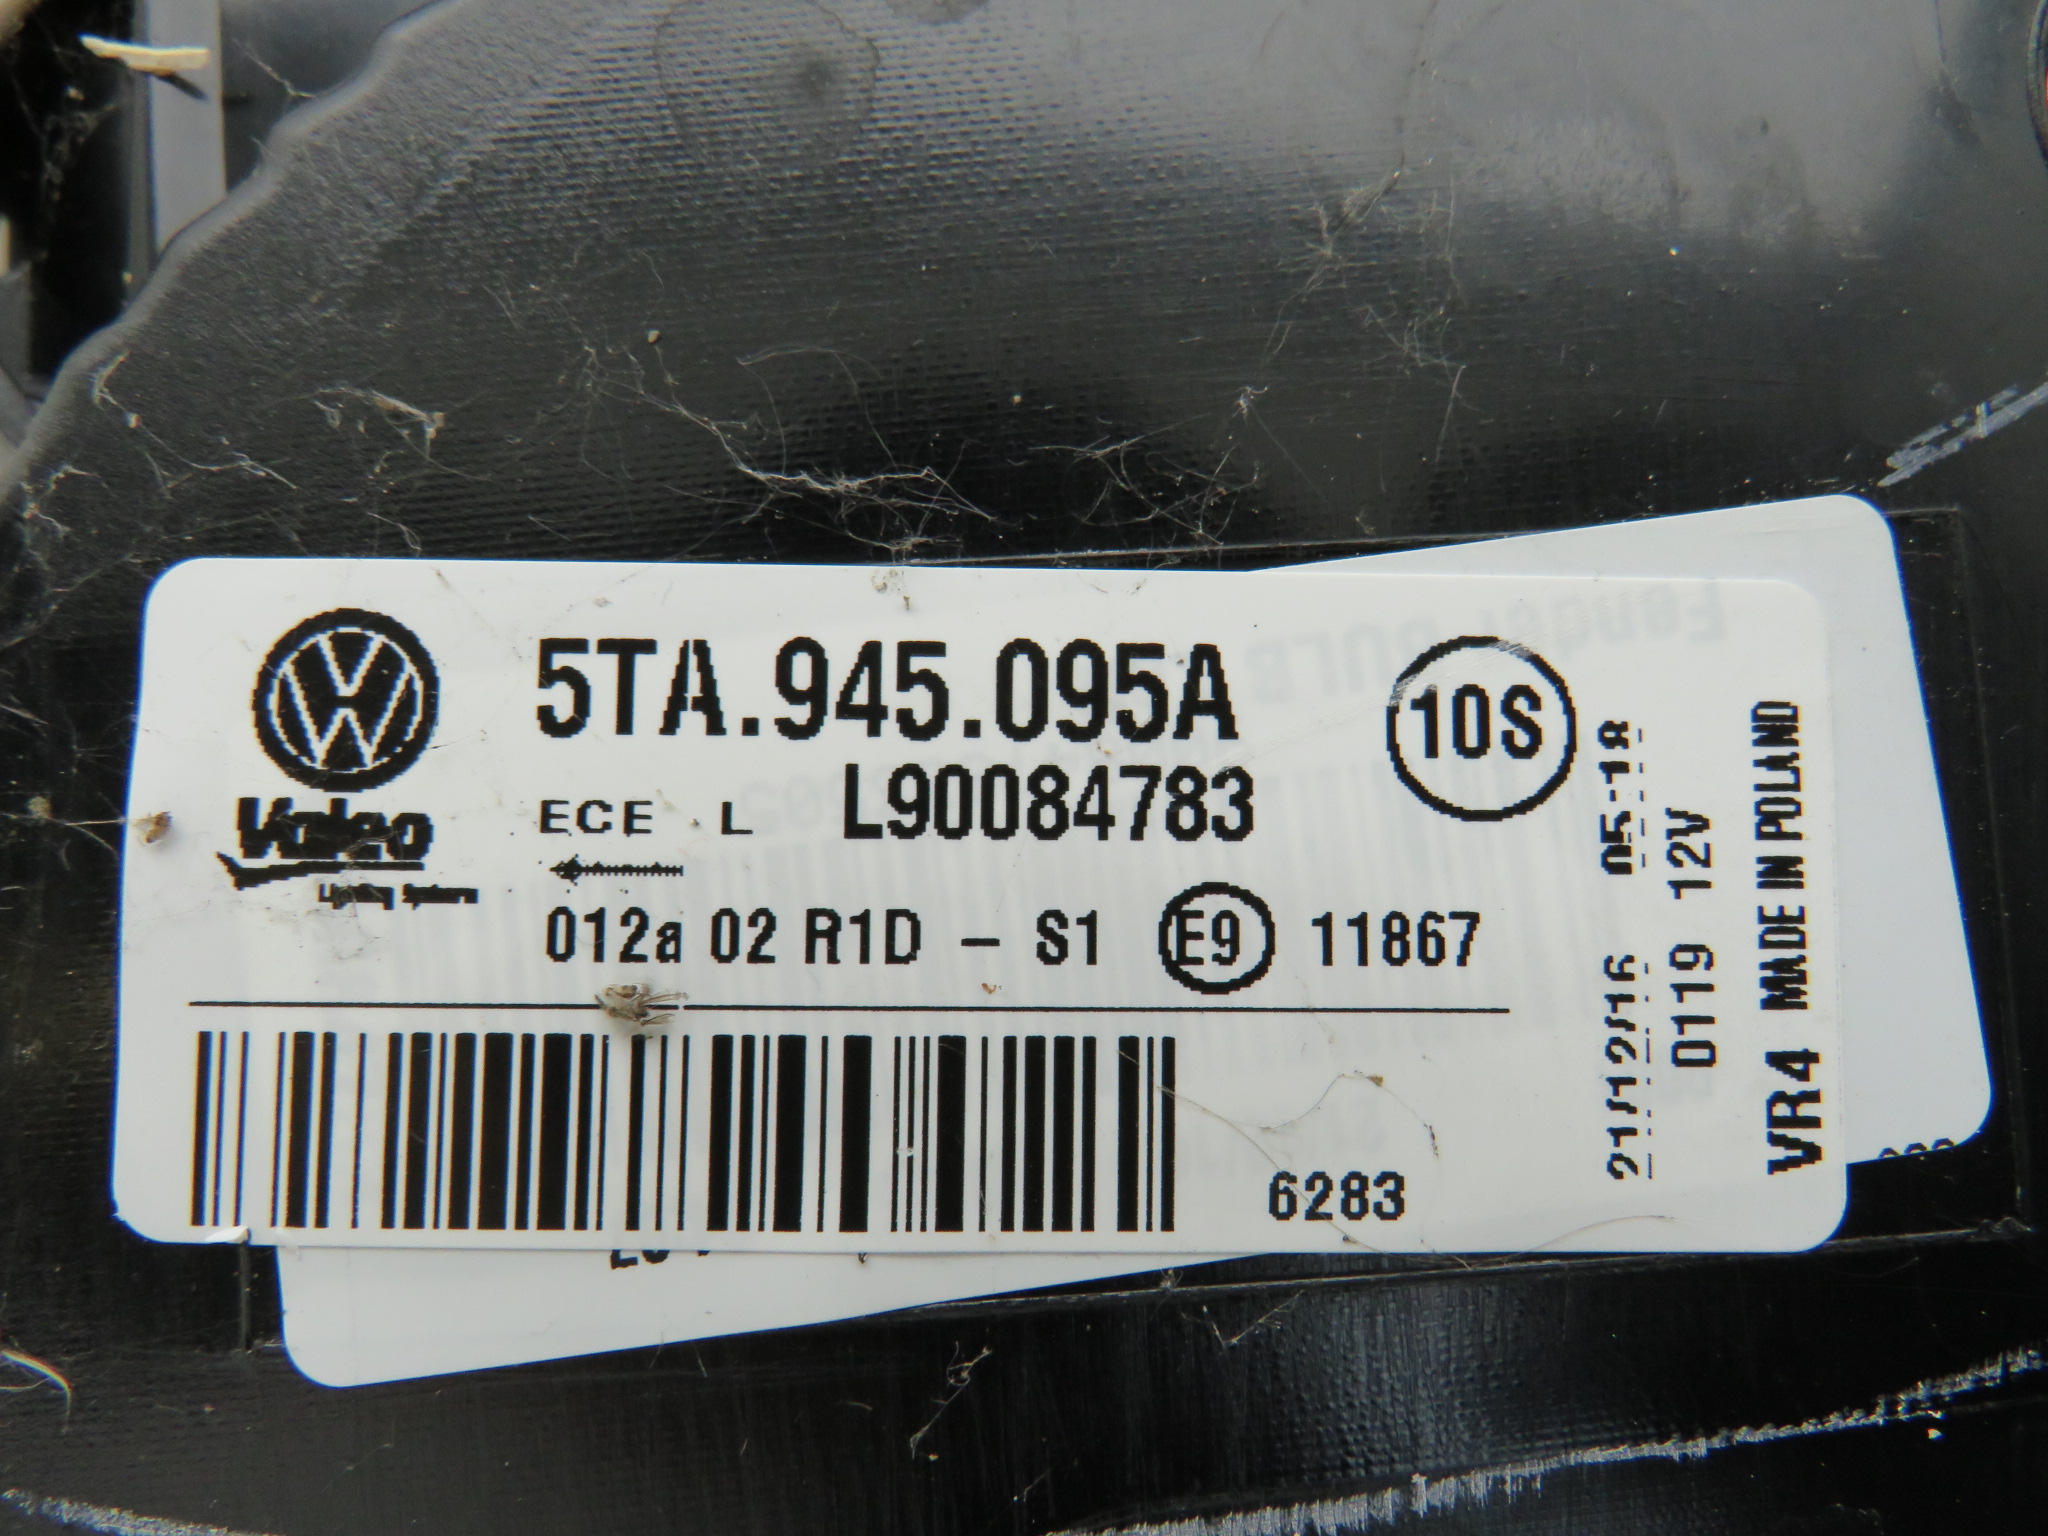 5TA.945.095A
10S
Valeo
ECE L L90084783
012a 02 R1D - S1 E9 11867
6283
21/12/16 05:18
0119 12V
VR4 MADE IN POLAND